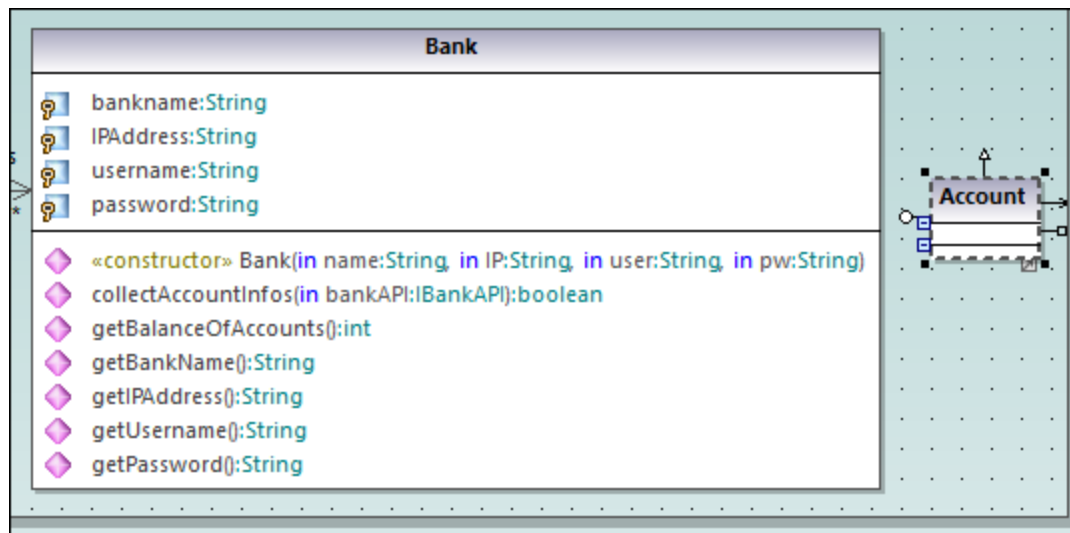 Bank
bankname:String
IPAddress:String
username:String
password:String
«constructor» Bank(in name:String, in IP:String, in user:String, in pw:String)
collectAccountInfos(in bankAPI:IBankAPI):boolean
getBalanceOfAccounts():int
getBankName():String
getIPAddress():String
getUsername():String
getPassword():String
Account
*